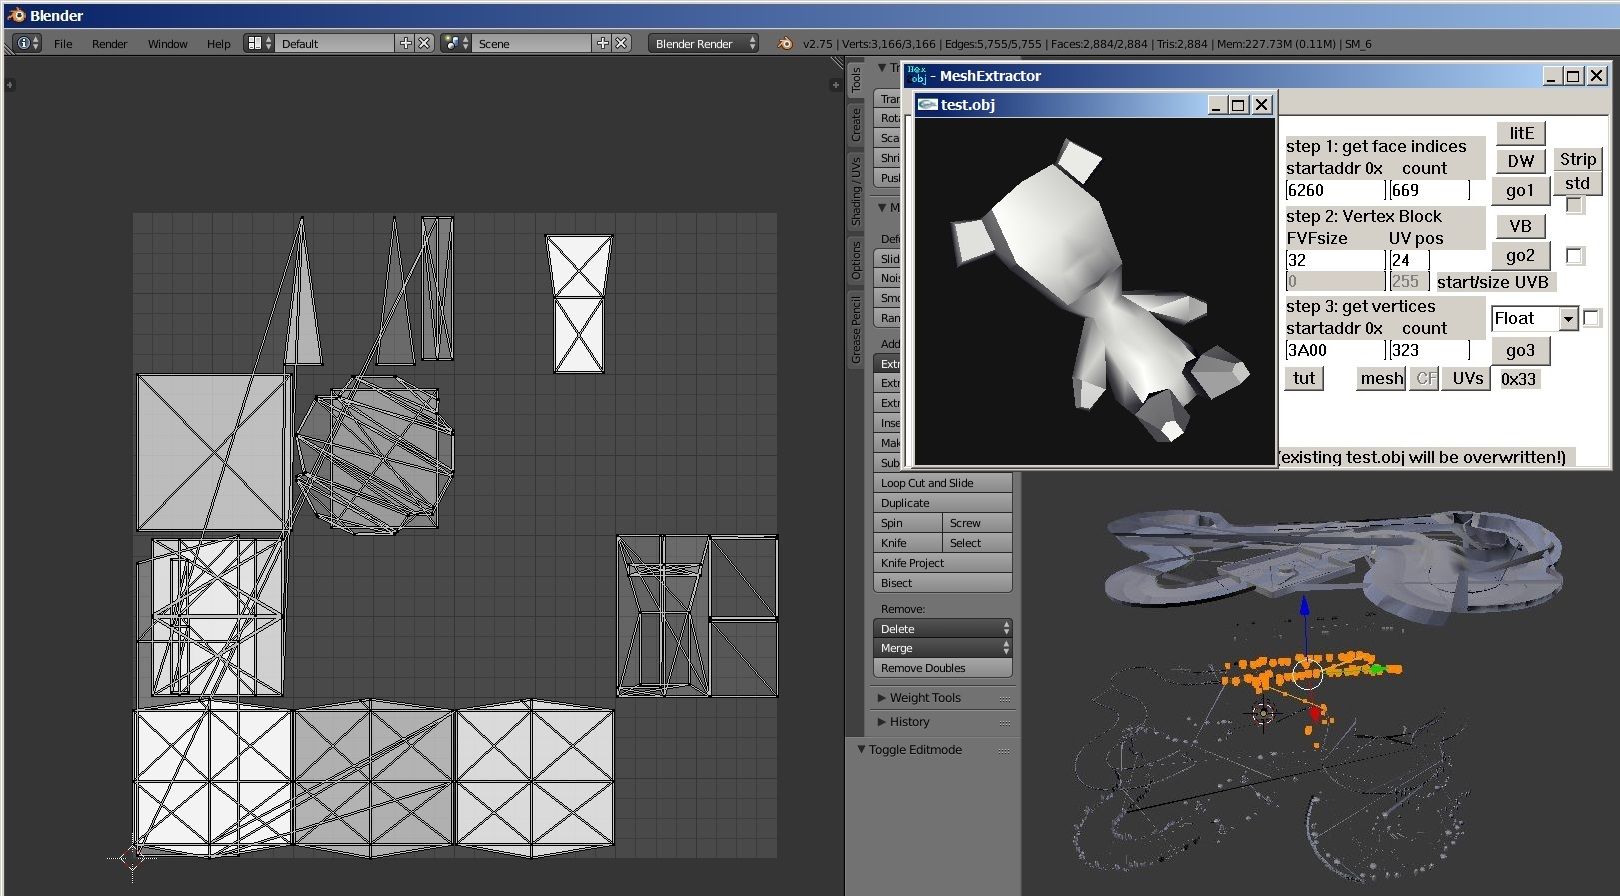 Blender
File Render Window Help Default Scene Blender Render v2.75 | Verts:3,166/3,166 | Edges:5,755/5,755 | Faces:2,884/2,884 | Tris:2,884 | Mem:227.73M (0.11M) | SM_6
Tools
Create
Shading / UVs
Options
Grease Pencil
Tr
Tran
Rota
Sca
Shri
Pus
M
Defo
Slid
Nois
Smo
Ran
Add
Extr
Extr
Extr
Inse
Mak
Sub
Loop Cut and Slide
Duplicate
Spin Screw
Knife Select
Knife Project
Bisect
Remove:
Delete
Merge
Remove Doubles
Weight Tools
History
Toggle Editmode
Hex
obj - MeshExtractor
test.obj
step 1: get face indices
startaddr 0x count
6260 669
litE
DW
go1
Strip
std
step 2: Vertex Block
FVFsize UV pos
32 24
0 255 start/size UVB
VB
go2
step 3: get vertices
startaddr 0x count
3A00 323
Float
go3
tut mesh CF UVs 0x33
(existing test.obj will be overwritten!)